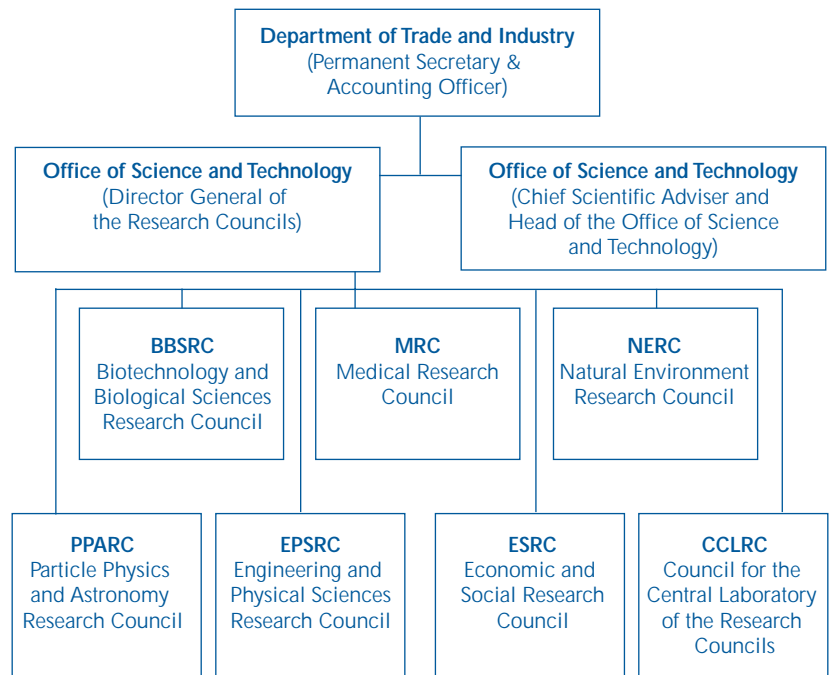 Department of Trade and Industry
(Permanent Secretary &
Accounting Officer)
Office of Science and Technology
(Director General of
the Research Councils)
Office of Science and Technology
(Chief Scientific Adviser and
Head of the Office of Science
and Technology)
BBSRC
Biotechnology and
Biological Sciences
Research Council
MRC
Medical Research
Council
NERC
Natural Environment
Research Council
PPARC
Particle Physics
and Astronomy
Research Council
EPSRC
Engineering and
Physical Sciences
Research Council
ESRC
Economic and
Social Research
Council
CCLRC
Council for the
Central Laboratory
of the Research
Councils